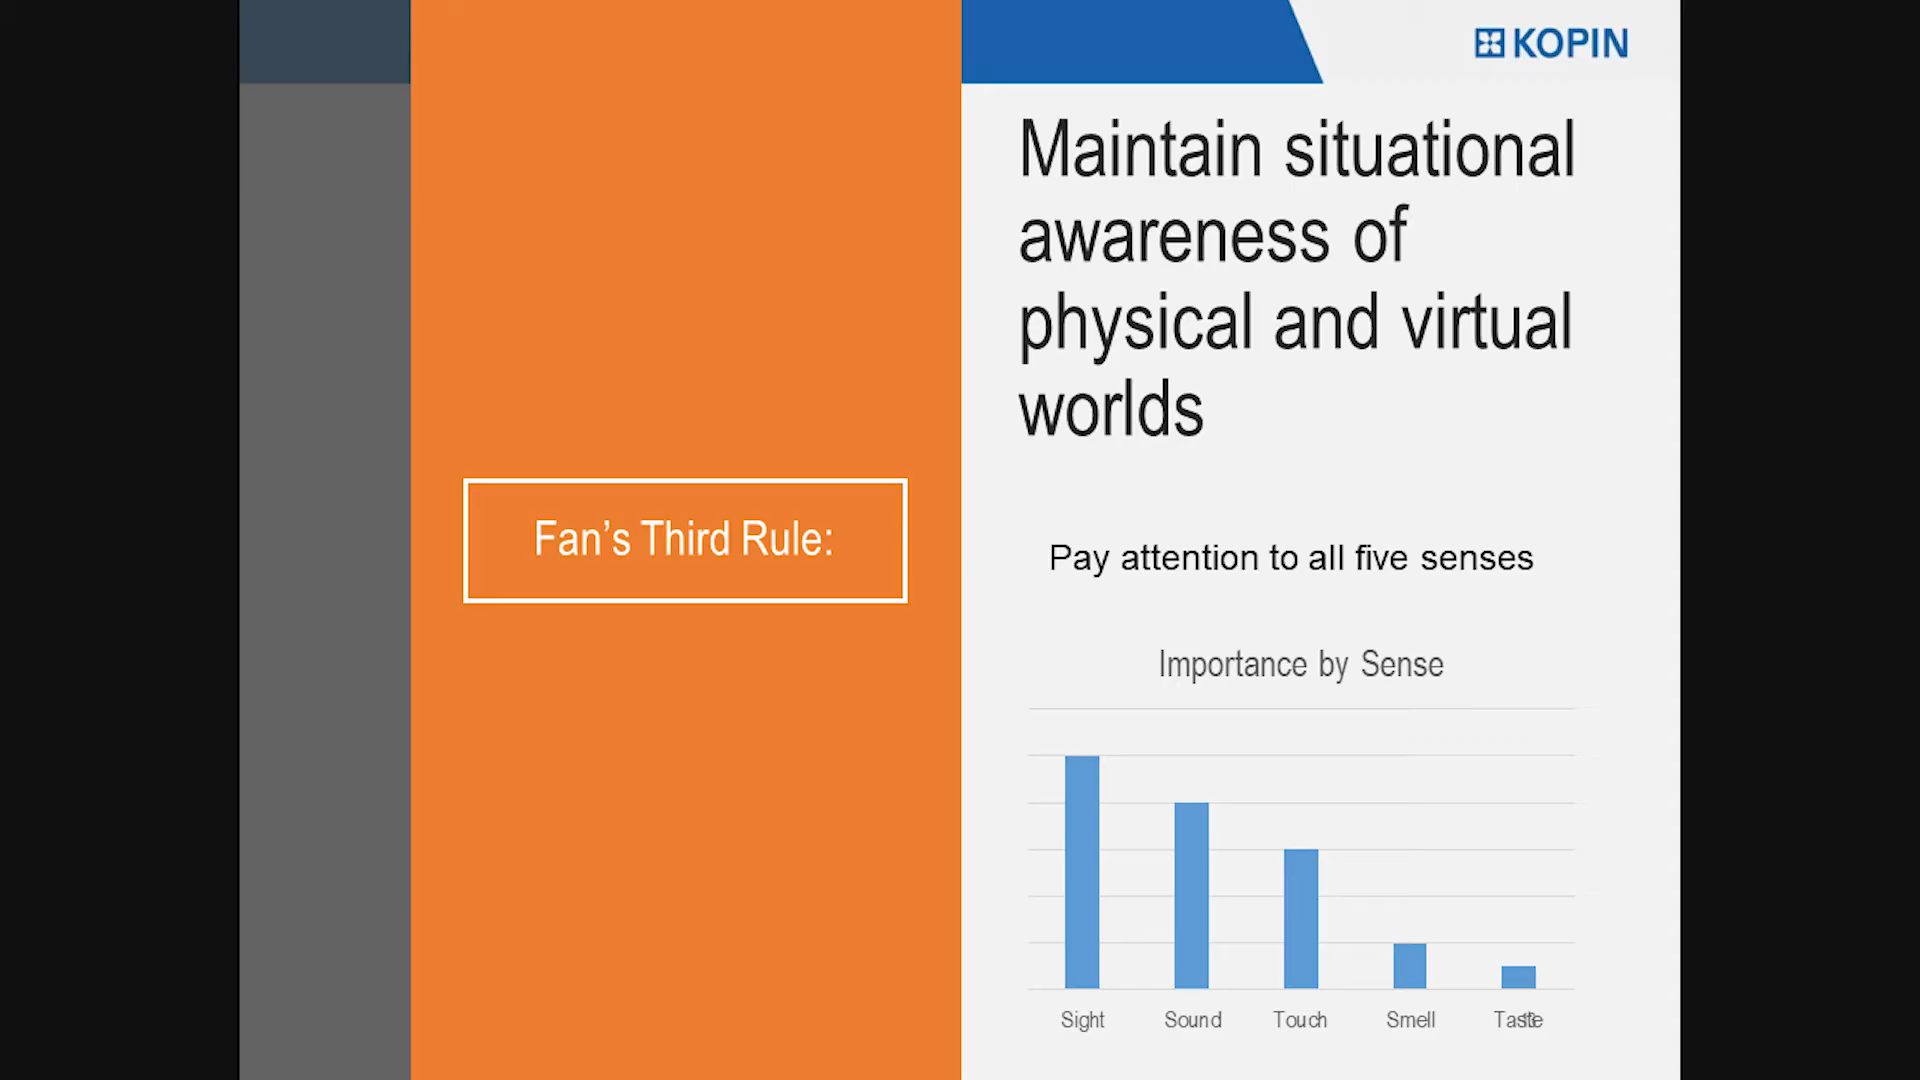 KOPIN
Maintain situational
awareness of
physical and virtual
worlds
Fan’s Third Rule:
Pay attention to all five senses
Importance by Sense
Sight Sound Touch Smell Taste